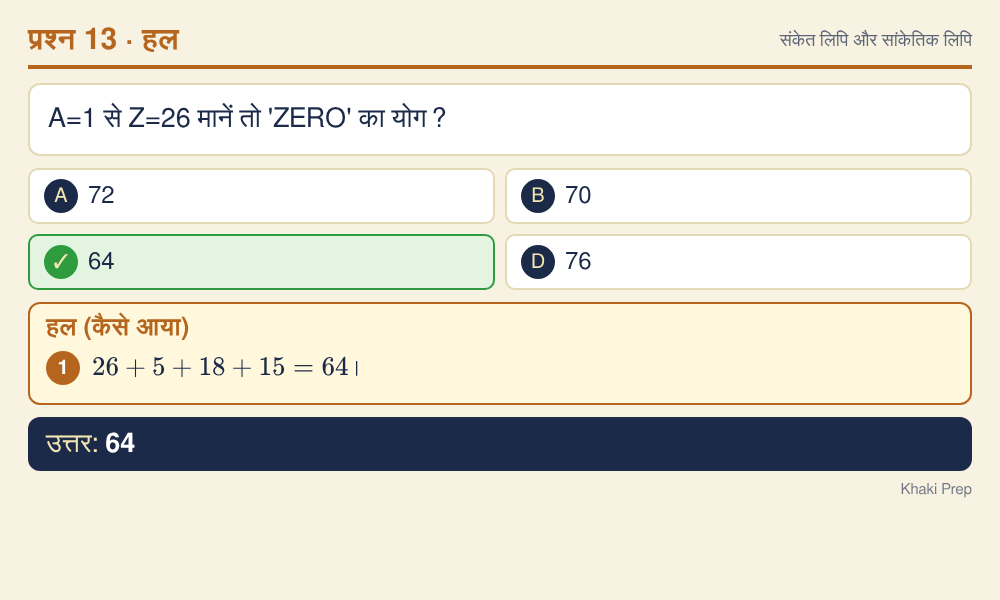 प्रश्न 13 · हल
संकेत लिपि और सांकेतिक लिपि
A=1 से Z=26 मानें तो 'ZERO' का योग ?
A 72
B 70
✓ 64
D 76
हल (कैसे आया)
1 26 + 5 + 18 + 15 = 64।
उत्तर: 64
Khaki Prep